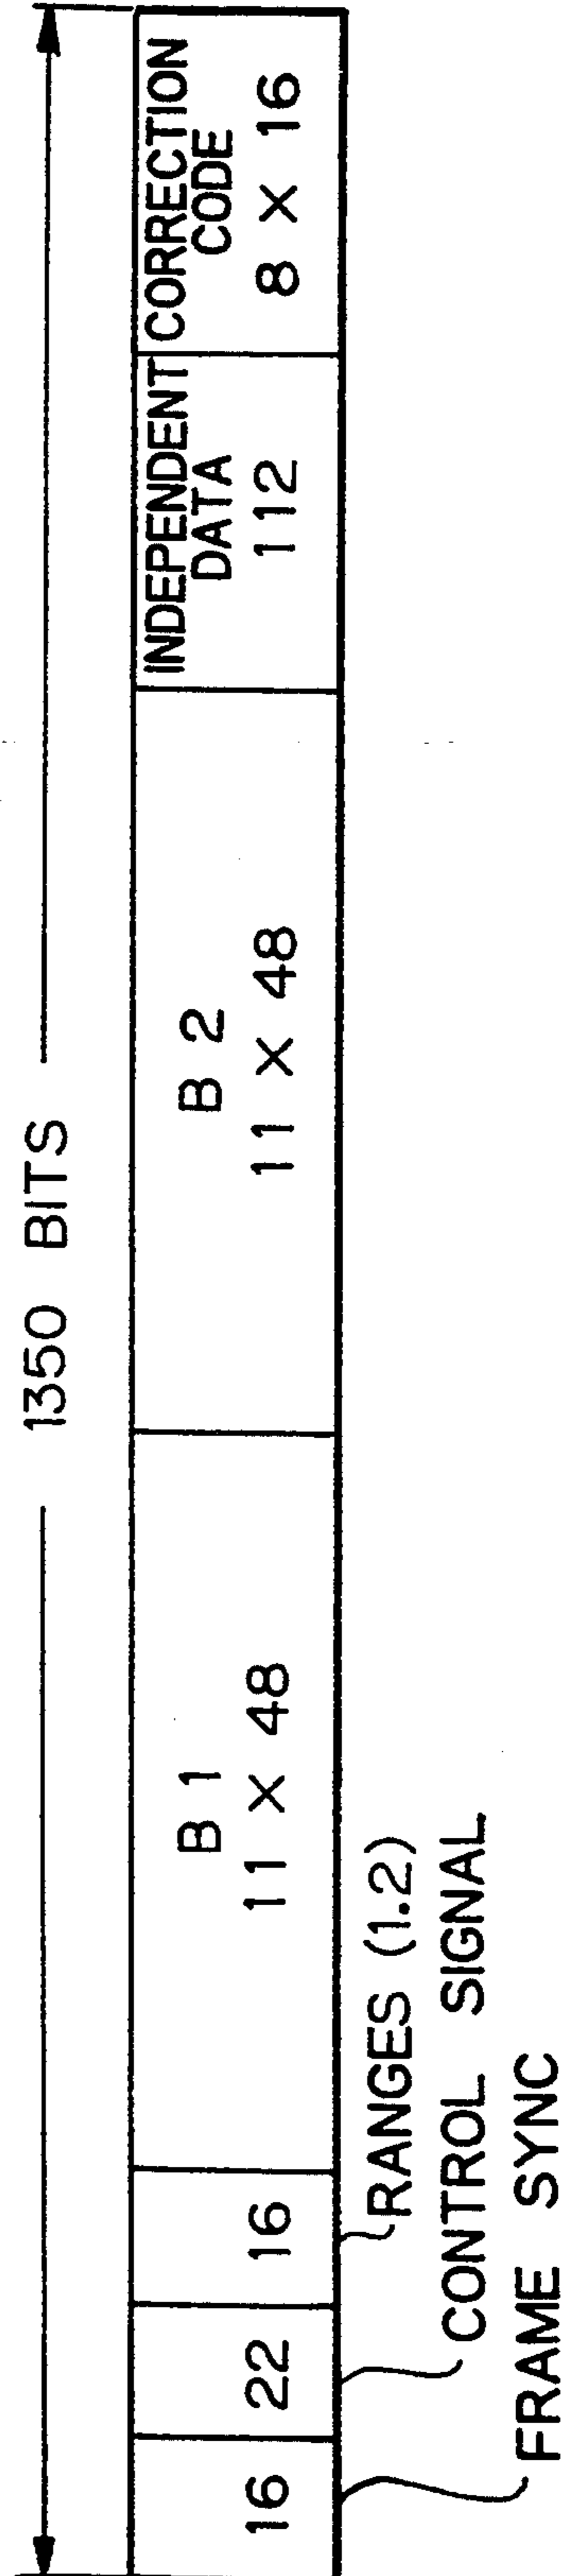 1350 BITS
16
22
16
B 1
11 × 48
B 2
11 × 48
INDEPENDENT
DATA
112
CORRECTION
CODE
8 × 16
RANGES (1.2)
CONTROL SIGNAL
FRAME SYNC